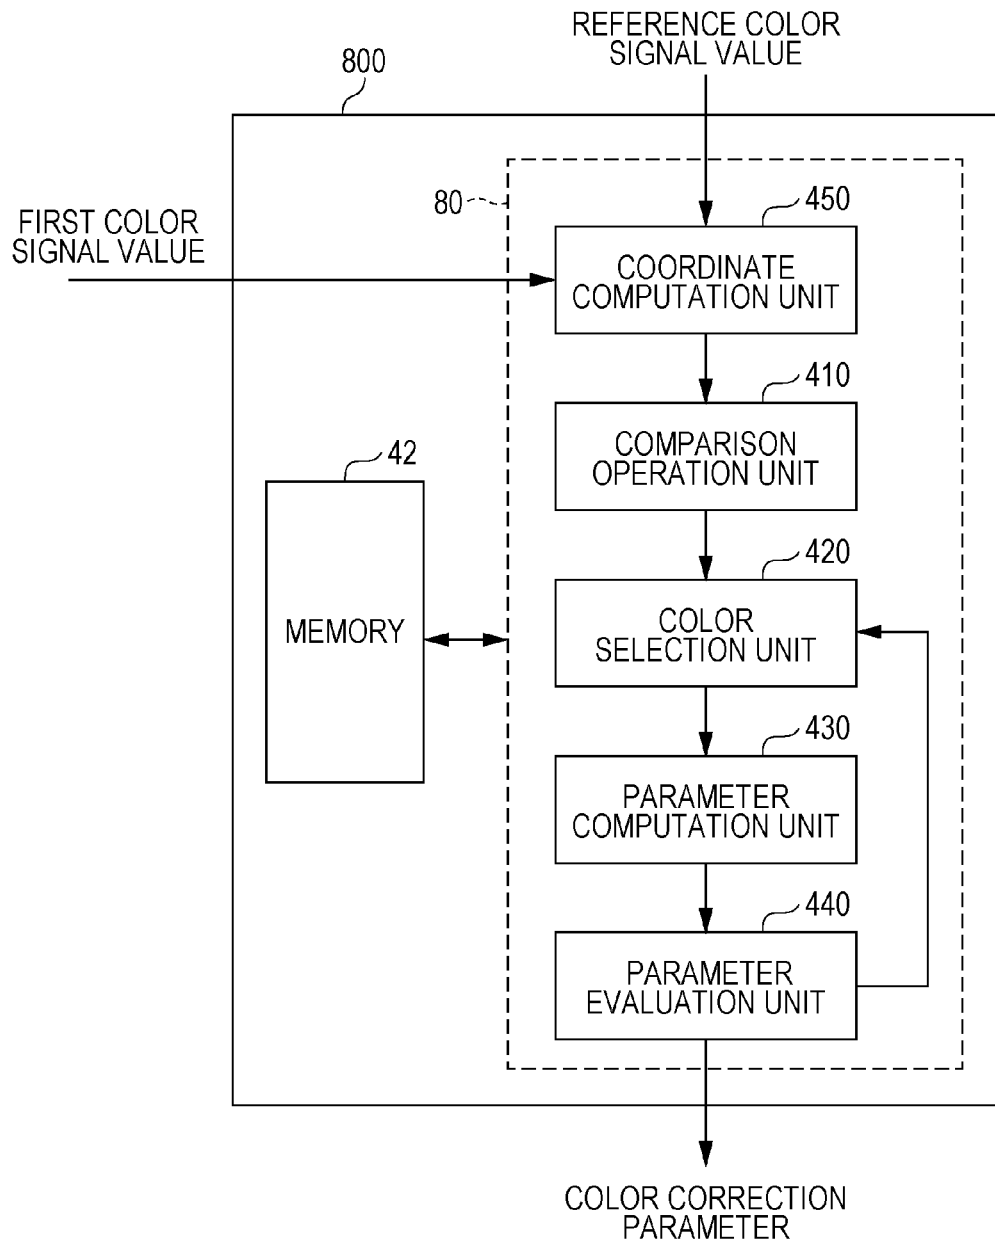 REFERENCE COLOR
SIGNAL VALUE
800
80
450
FIRST COLOR
SIGNAL VALUE
COORDINATE
COMPUTATION UNIT
410
COMPARISON
OPERATION UNIT
42
420
MEMORY
COLOR
SELECTION UNIT
430
PARAMETER
COMPUTATION UNIT
440
PARAMETER
EVALUATION UNIT
COLOR CORRECTION
PARAMETER